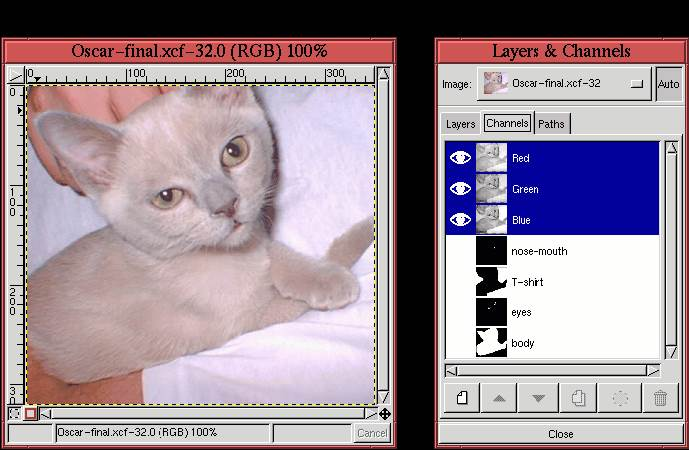 Oscar-final.xcf-32.0 (RGB) 100%
0 100 200 300
0
100
200
30
Oscar-final.xcf-32.0 (RGB) 100%
Cancel
Layers & Channels
Image: Oscar-final.xcf-32 Auto
Layers Channels Paths
Red
Green
Blue
nose-mouth
T-shirt
eyes
body
Close